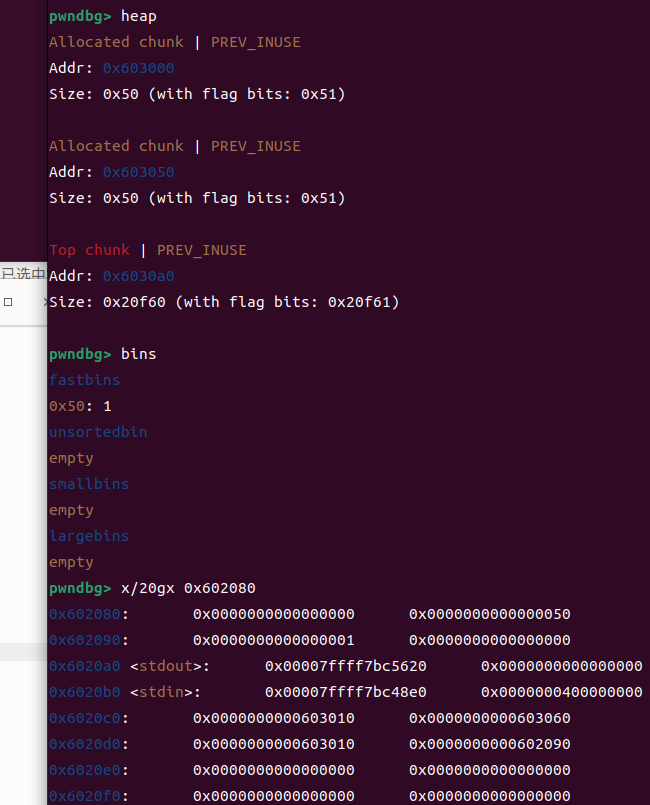 pwndbg> heap
Allocated chunk | PREV_INUSE
Addr: 0x603000
Size: 0x50 (with flag bits: 0x51)
Allocated chunk | PREV_INUSE
Addr: 0x603050
Size: 0x50 (with flag bits: 0x51)
Top chunk | PREV_INUSE
Addr: 0x6030a0
已选中
Size: 0x20f60 (with flag bits: 0x20f61)
pwndbg> bins
fastbins
0x50: 1
unsortedbin
empty
smallbins
empty
largebins
empty
pwndbg> x/20gx 0x602080
0x602080: 0x0000000000000000 0x0000000000000050
0x602090: 0x0000000000000001 0x0000000000000000
0x6020a0 <stdout>: 0x00007ffff7bc5620 0x0000000000000000
0x6020b0 <stdin>: 0x00007ffff7bc48e0 0x0000000400000000
0x6020c0: 0x0000000000603010 0x0000000000603060
0x6020d0: 0x0000000000603010 0x0000000000602090
0x6020e0: 0x0000000000000000 0x0000000000000000
0x6020f0: 0x0000000000000000 0x0000000000000000